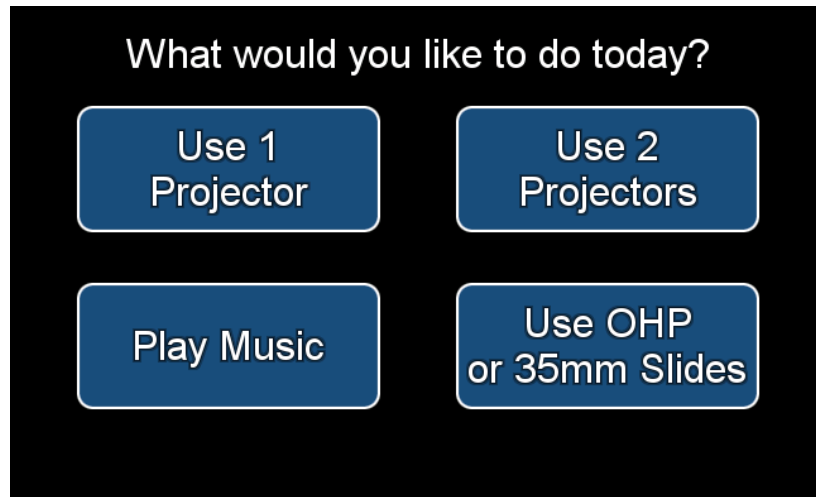 What would you like to do today?
Use 1
Projector
Use 2
Projectors
Play Music
Use OHP
or 35mm Slides